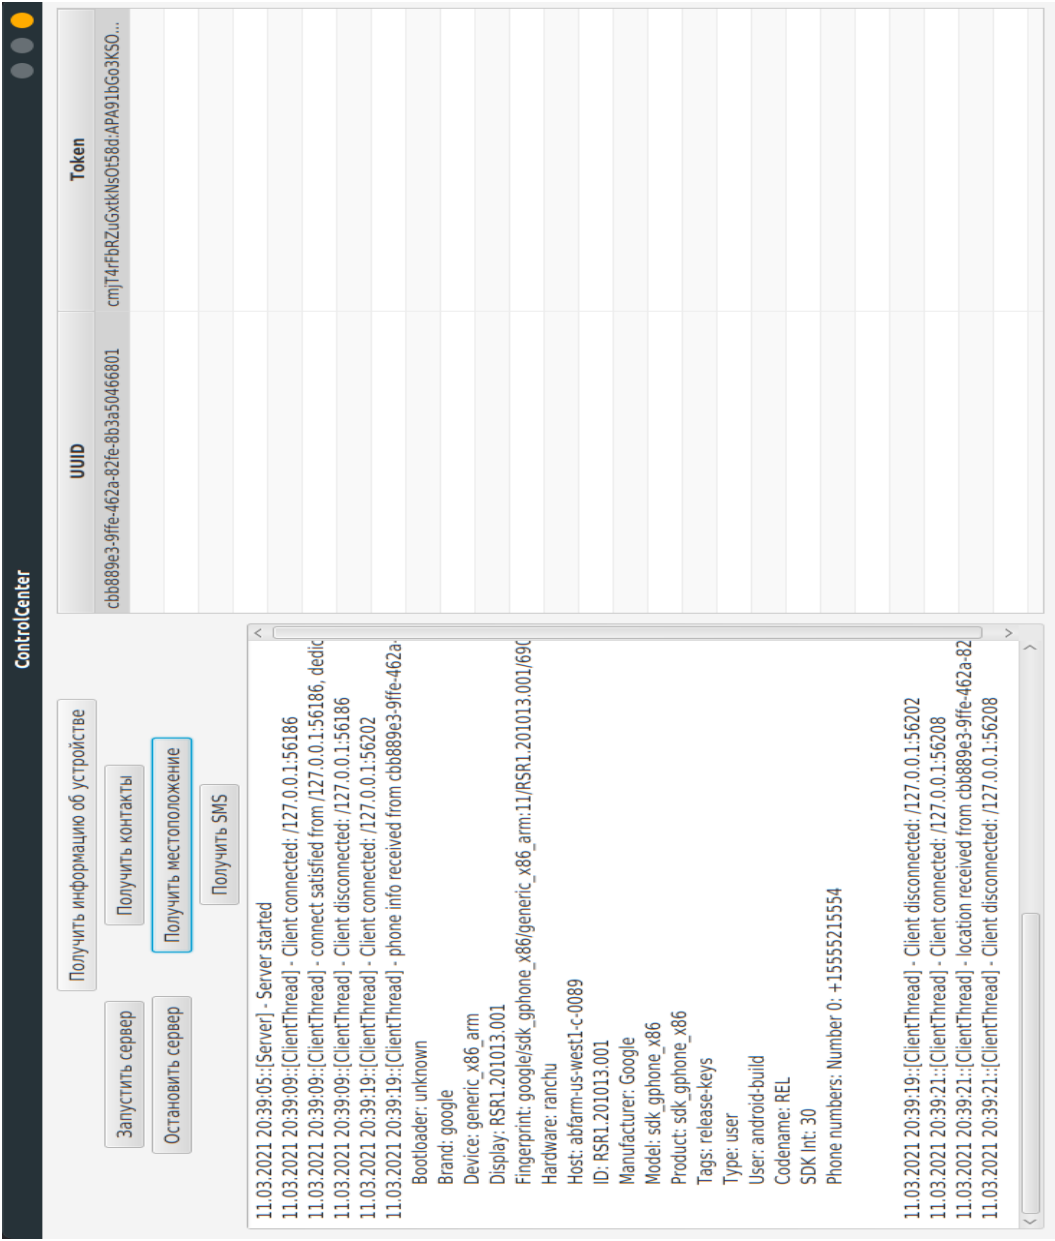 ControlCenter
Получить информацию об устройстве
Запустить сервер
Получить контакты
Остановить сервер
Получить местоположение
Получить SMS
11.03.2021 20:39:05::[Server] - Server started
11.03.2021 20:39:09::[ClientThread] - Client connected: /127.0.0.1:56186
11.03.2021 20:39:09::[ClientThread] - connect satisfied from /127.0.0.1:56186, dedic
11.03.2021 20:39:09::[ClientThread] - Client disconnected: /127.0.0.1:56186
11.03.2021 20:39:19::[ClientThread] - Client connected: /127.0.0.1:56202
11.03.2021 20:39:19::[ClientThread] - phone info received from cbb889e3-9ffe-462a-
Bootloader: unknown
Brand: google
Device: generic_x86_arm
Display: RSR1.201013.001
Fingerprint: google/sdk_gphone_x86/generic_x86_arm:11/RSR1.201013.001/690
Hardware: ranchu
Host: abfarm-us-west1-c-0089
ID: RSR1.201013.001
Manufacturer: Google
Model: sdk_gphone_x86
Product: sdk_gphone_x86
Tags: release-keys
Type: user
User: android-build
Codename: REL
SDK Int: 30
Phone numbers: Number 0: +15555215554
11.03.2021 20:39:19::[ClientThread] - Client disconnected: /127.0.0.1:56202
11.03.2021 20:39:21::[ClientThread] - Client connected: /127.0.0.1:56208
11.03.2021 20:39:21::[ClientThread] - location received from cbb889e3-9ffe-462a-82
11.03.2021 20:39:21::[ClientThread] - Client disconnected: /127.0.0.1:56208
UUID Token
cbb889e3-9ffe-462a-82fe-8b3a50466801 cmjT4rFbRZuGxtkNsOt58d:APA91bGo3KSO...